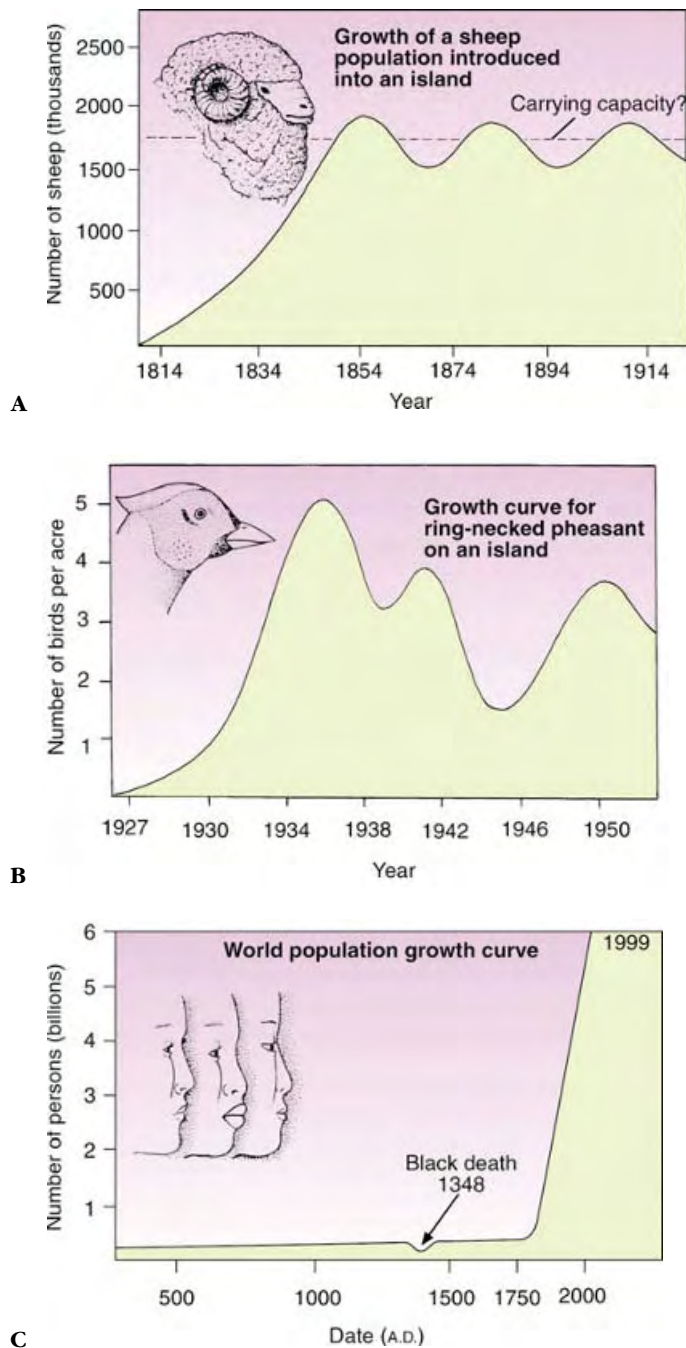 Number of sheep (thousands)
2500
2000
1500
1000
500
Growth of a sheep
population introduced
into an island
Carrying capacity?
1814 1834 1854 1874 1894 1914
Year
A
Number of birds per acre
5
4
3
2
1
Growth curve for
ring-necked pheasant
on an island
1927 1930 1934 1938 1942 1946 1950
Year
B
Number of persons (billions)
6
5
4
3
2
1
World population growth curve
1999
Black death
1348
500 1000 1500 1750 2000
Date (A.D.)
C